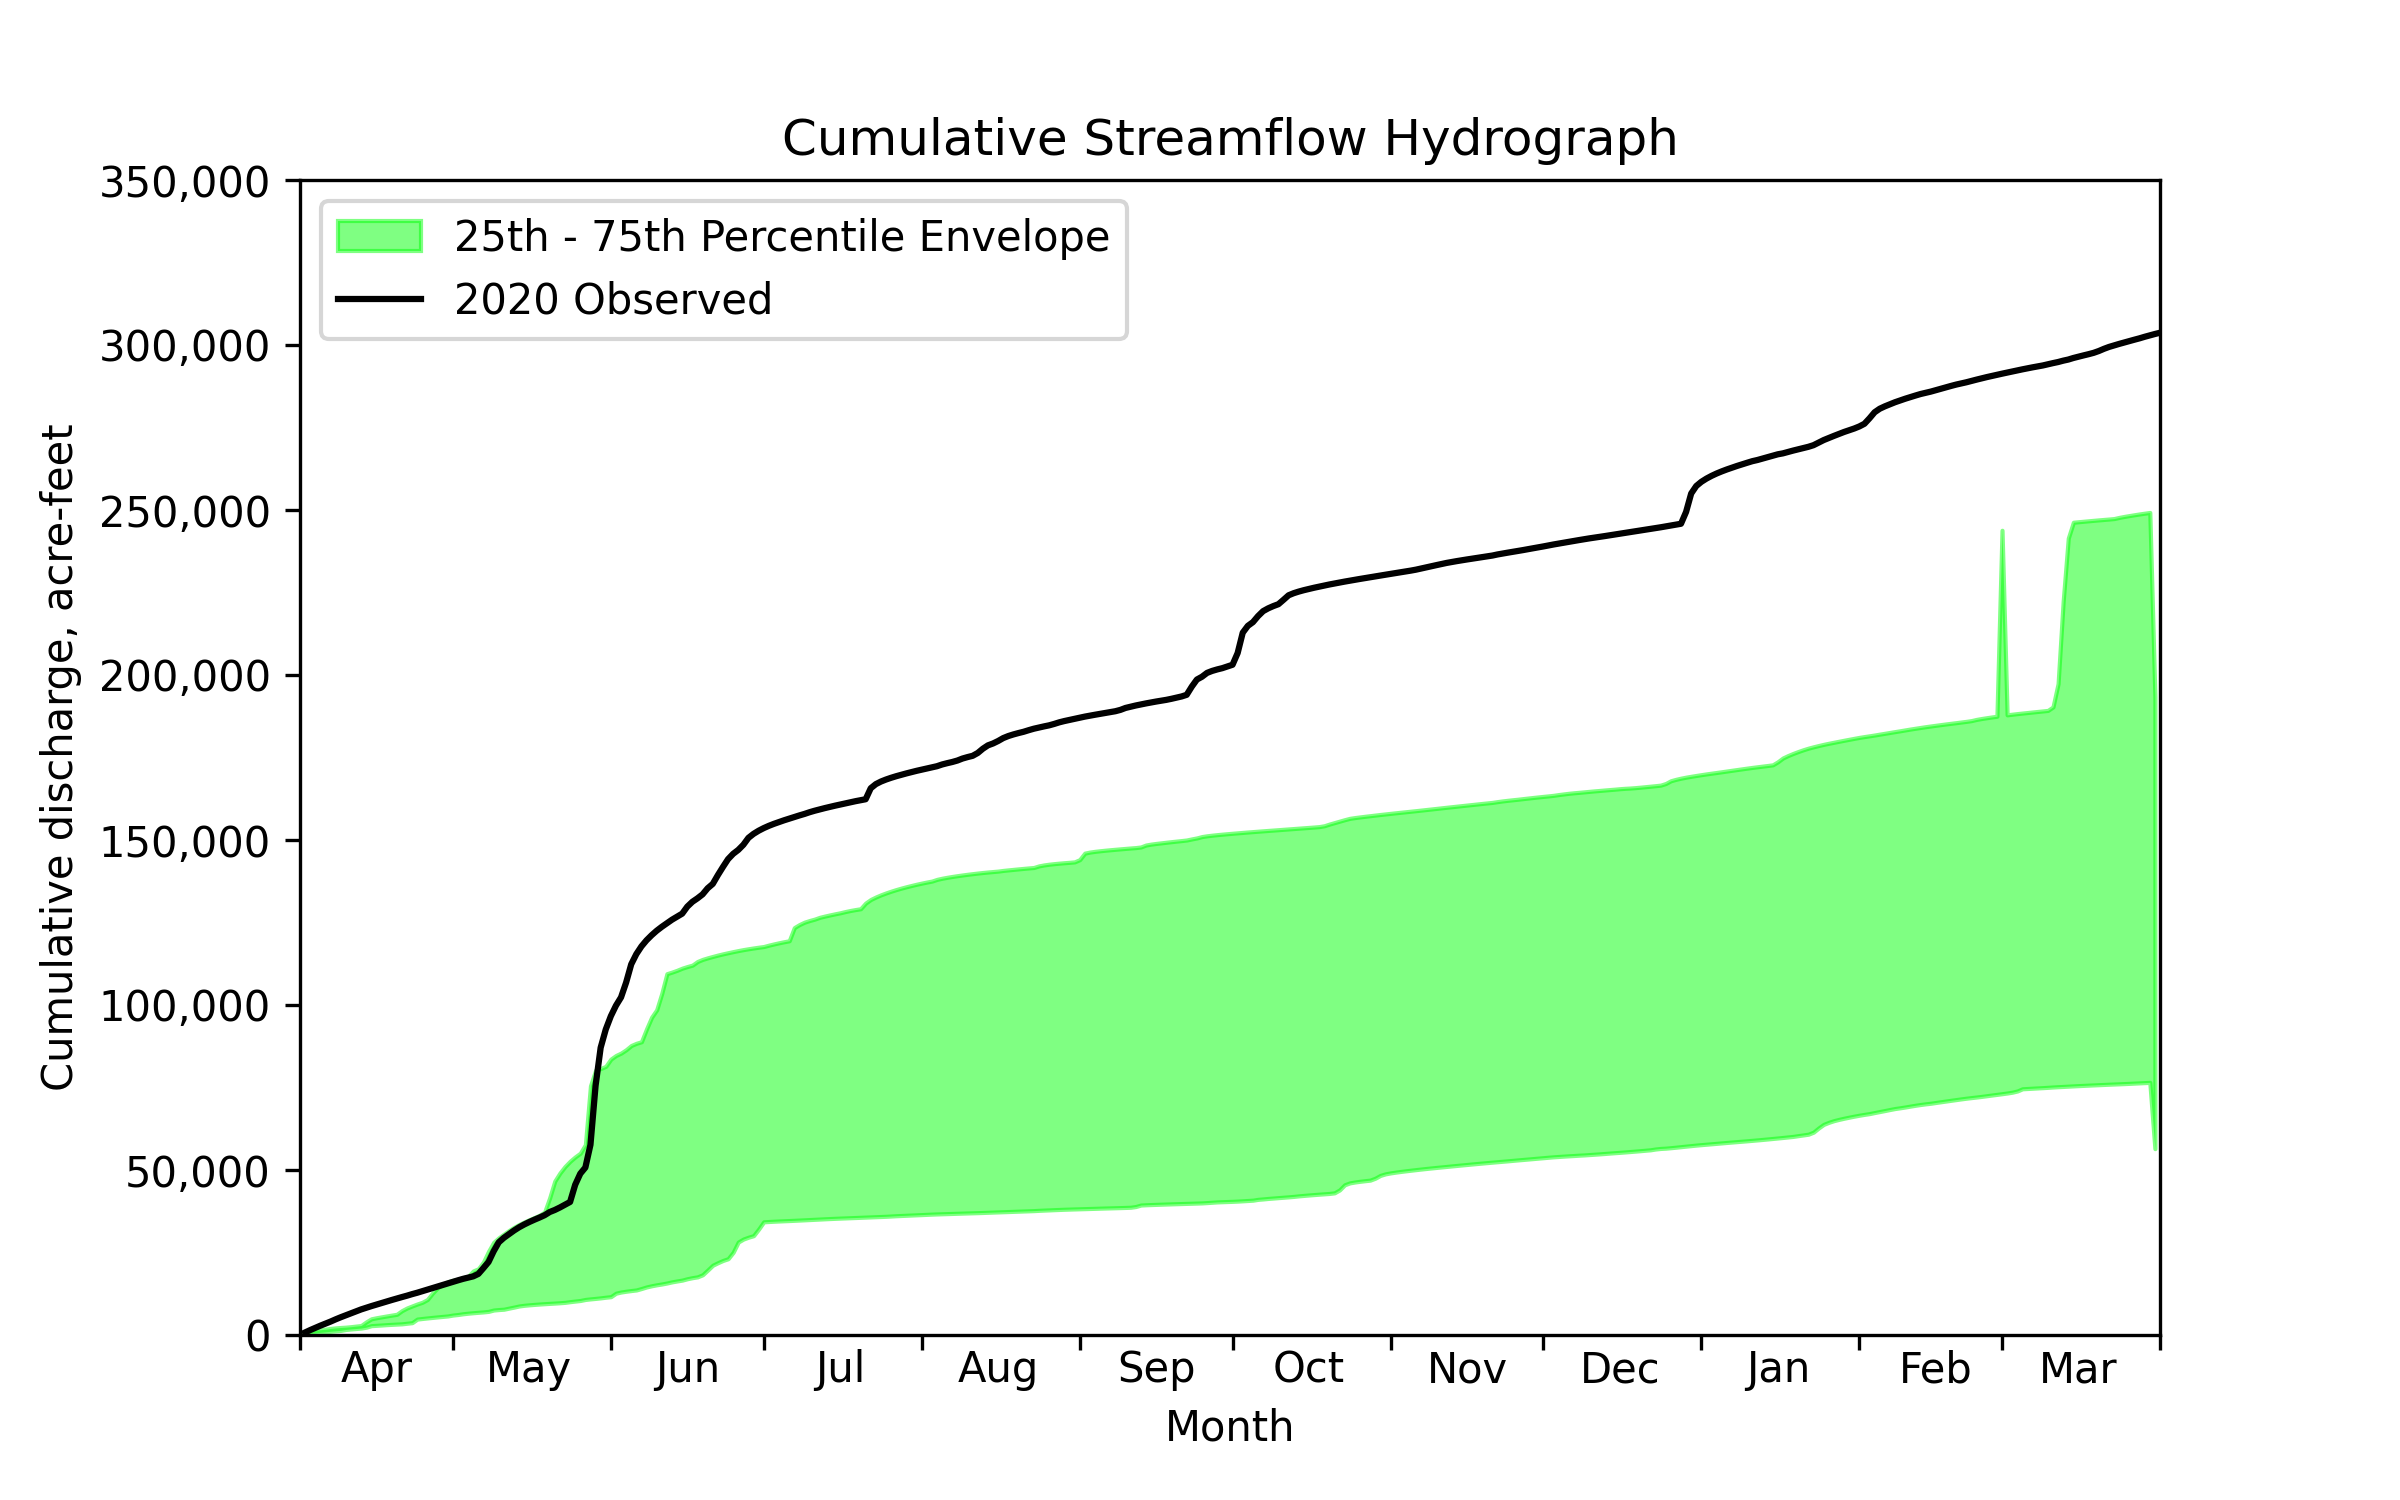 Cumulative Streamflow Hydrograph
350,000
300,000
250,000
200,000
150,000
100,000
50,000
0
Cumulative discharge, acre-feet
25th - 75th Percentile Envelope
2020 Observed
Apr May Jun Jul Aug Sep Oct Nov Dec Jan Feb Mar
Month